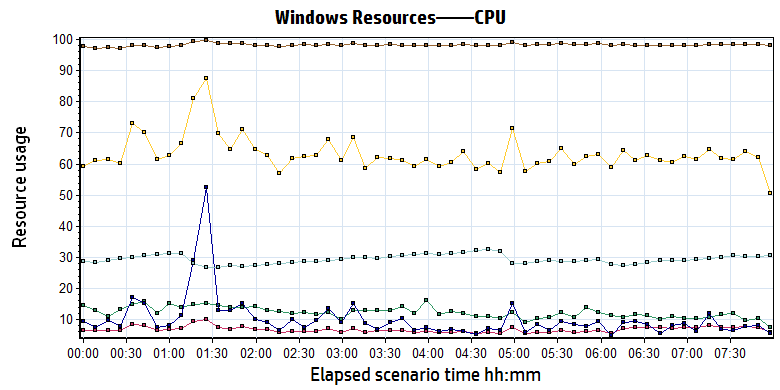 Windows Resources——CPU
Resource usage
100
90
80
70
60
50
40
30
20
10
00:00 00:30 01:00 01:30 02:00 02:30 03:00 03:30 04:00 04:30 05:00 05:30 06:00 06:30 07:00 07:30
Elapsed scenario time hh:mm